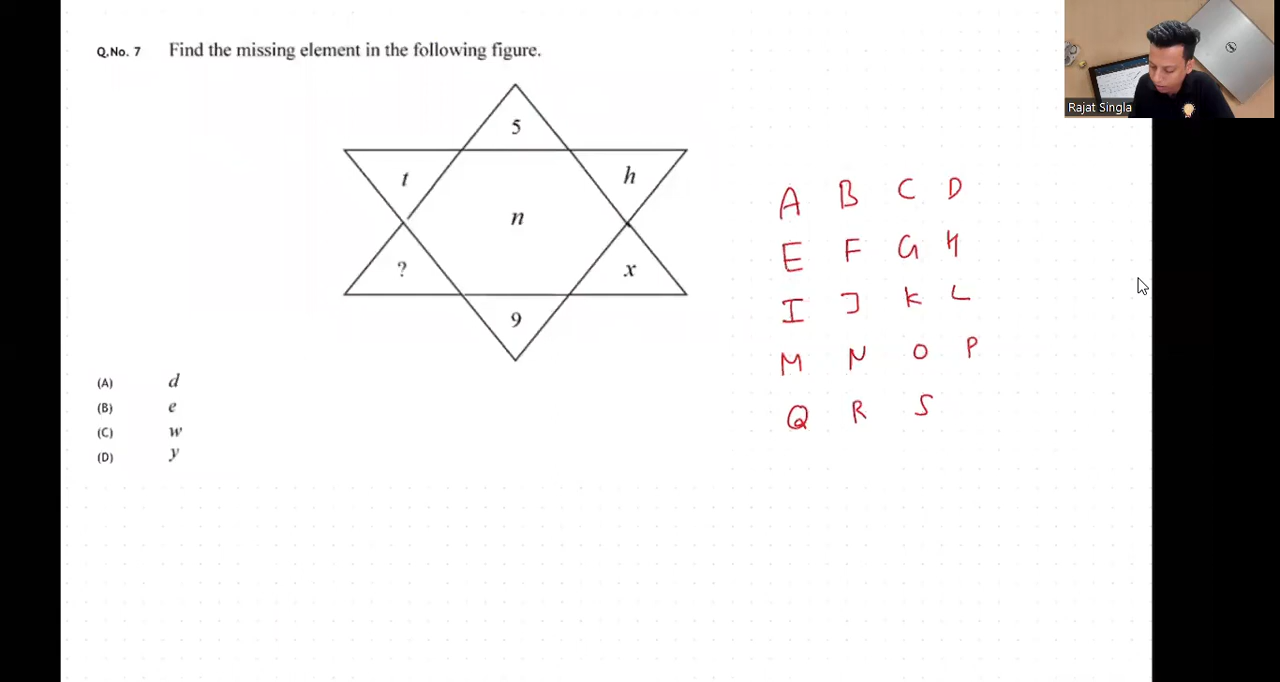 Q.No. 7 Find the missing element in the following figure.
5
t
h
n
?
x
9
(A) d
(B) e
(C) w
(D) y
A B C D
E F G H
I J K L
M N O P
Q R S
Rajat Singla